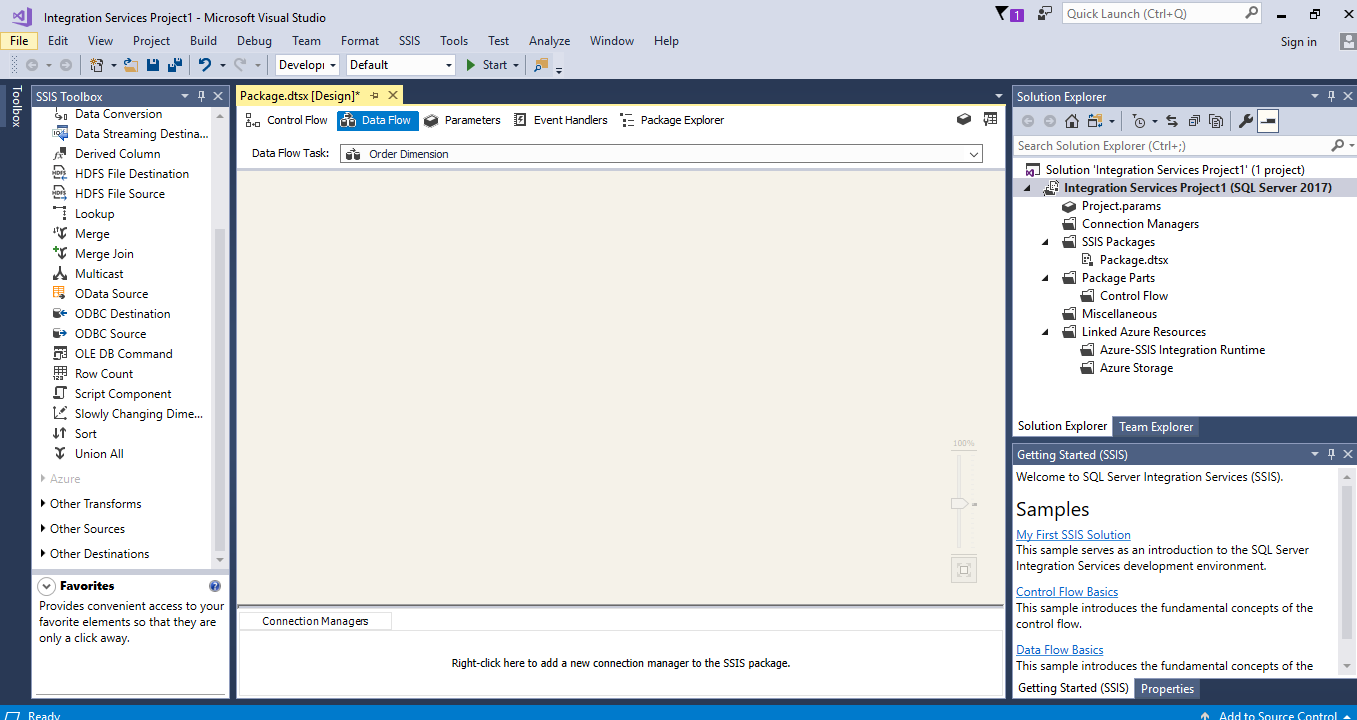 Integration Services Project1 - Microsoft Visual Studio
1
Quick Launch (Ctrl+Q)
File Edit View Project Build Debug Team Format SSIS Tools Test Analyze Window Help
Sign in
Developı Default Start
Toolbox
SSIS Toolbox
Data Conversion
Data Streaming Destina...
Derived Column
HDFS File Destination
HDFS File Source
Lookup
Merge
Merge Join
Multicast
OData Source
ODBC Destination
ODBC Source
OLE DB Command
Row Count
Script Component
Slowly Changing Dime...
Sort
Union All
Azure
Other Transforms
Other Sources
Other Destinations
Favorites
?
Provides convenient access to your
favorite elements so that they are
only a click away.
Package.dtsx [Design]*
Control Flow Data Flow Parameters Event Handlers Package Explorer
Data Flow Task: Order Dimension
100%
Connection Managers
Right-click here to add a new connection manager to the SSIS package.
Solution Explorer
Search Solution Explorer (Ctrl+;)
Solution 'Integration Services Project1' (1 project)
Integration Services Project1 (SQL Server 2017)
Project.params
Connection Managers
SSIS Packages
Package.dtsx
Package Parts
Control Flow
Miscellaneous
Linked Azure Resources
Azure-SSIS Integration Runtime
Azure Storage
Solution Explorer Team Explorer
Getting Started (SSIS)
Welcome to SQL Server Integration Services (SSIS).
Samples
My First SSIS Solution
This sample serves as an introduction to the SQL Server
Integration Services development environment.
Control Flow Basics
This sample introduces the fundamental concepts of the
control flow.
Data Flow Basics
This sample introduces the fundamental concepts of the
Getting Started (SSIS) Properties
Ready
Add to Source Control